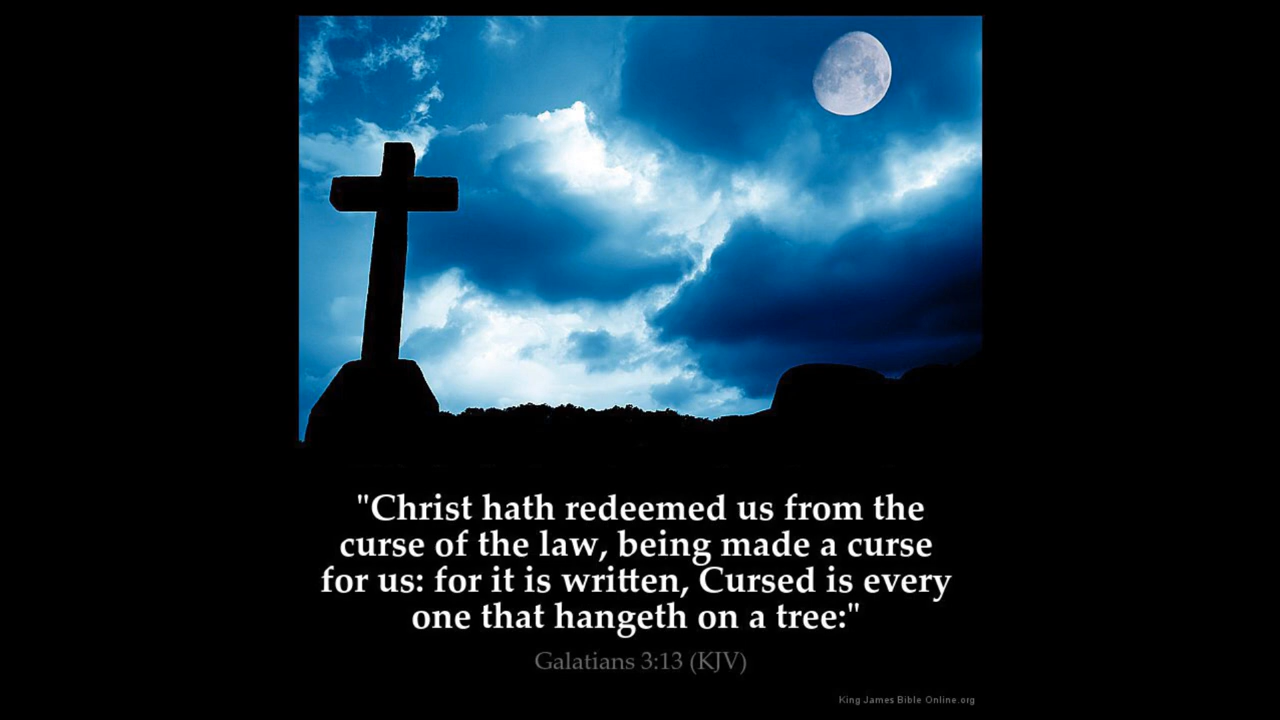 "Christ hath redeemed us from the
curse of the law, being made a curse
for us: for it is written, Cursed is every
one that hangeth on a tree:"
Galatians 3:13 (KJV)
King James Bible Online.org